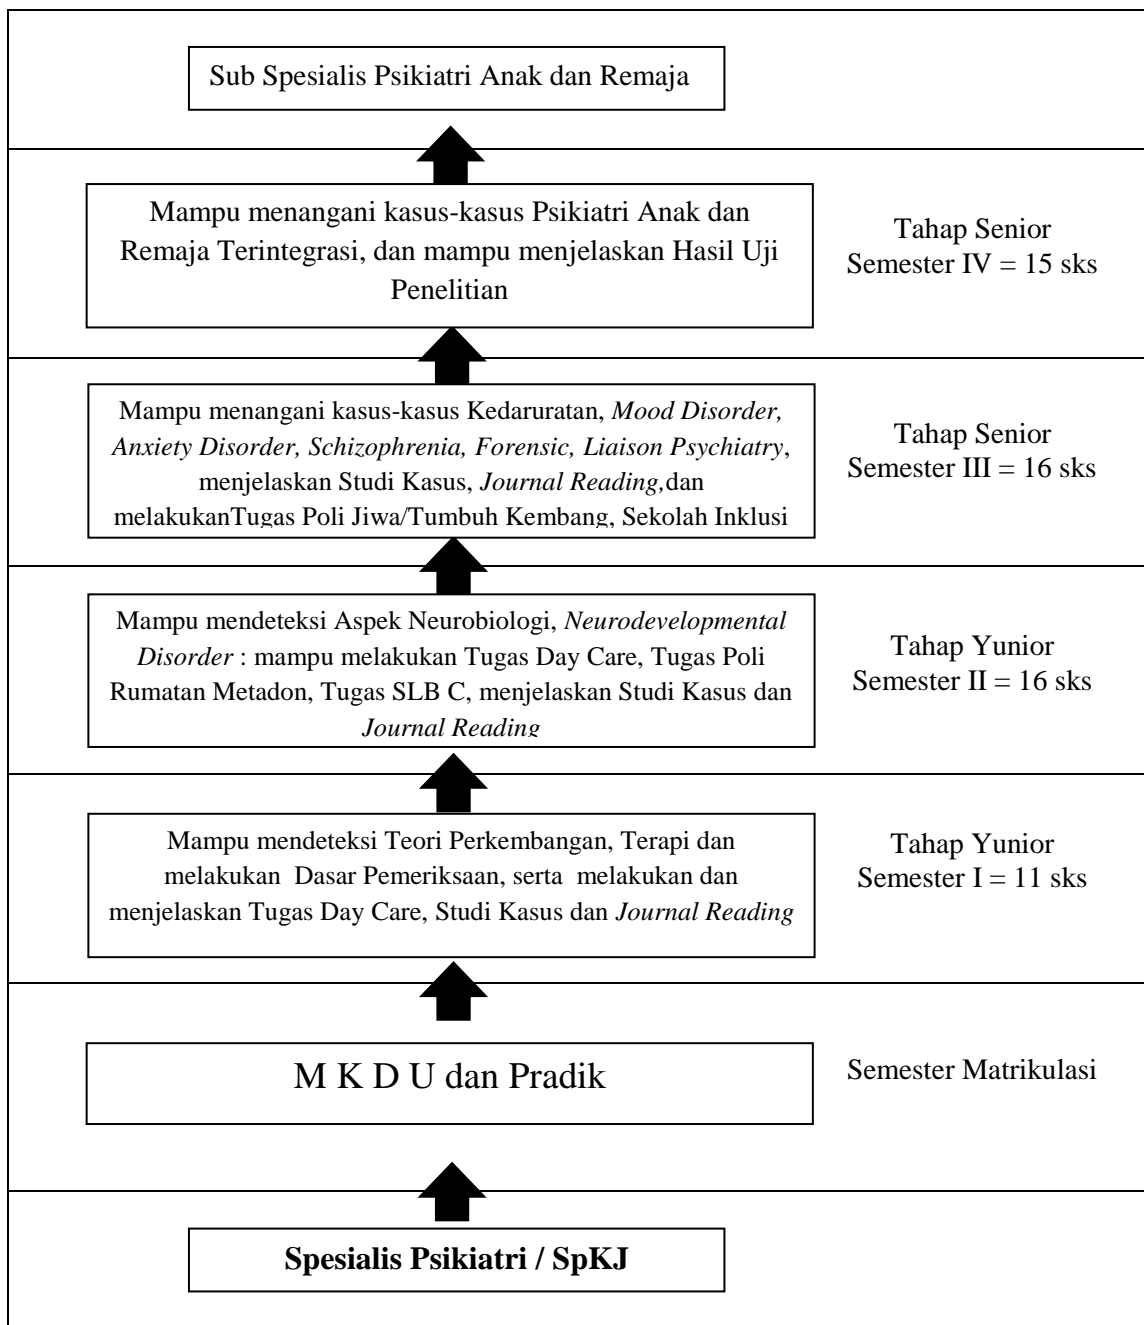 Sub Spesialis Psikiatri Anak dan Remaja
Mampu menangani kasus-kasus Psikiatri Anak dan
Remaja Terintegrasi, dan mampu menjelaskan Hasil Uji
Penelitian
Tahap Senior
Semester IV = 15 sks
Mampu menangani kasus-kasus Kedaruratan, Mood Disorder,
Anxiety Disorder, Schizophrenia, Forensic, Liaison Psychiatry,
menjelaskan Studi Kasus, Journal Reading,dan
melakukanTugas Poli Jiwa/Tumbuh Kembang, Sekolah Inklusi
Tahap Senior
Semester III = 16 sks
Mampu mendeteksi Aspek Neurobiologi, Neurodevelopmental
Disorder : mampu melakukan Tugas Day Care, Tugas Poli
Rumatan Metadon, Tugas SLB C, menjelaskan Studi Kasus dan
Journal Reading
Tahap Yunior
Semester II = 16 sks
Mampu mendeteksi Teori Perkembangan, Terapi dan
melakukan Dasar Pemeriksaan, serta melakukan dan
menjelaskan Tugas Day Care, Studi Kasus dan Journal Reading
Tahap Yunior
Semester I = 11 sks
M K D U dan Pradik
Semester Matrikulasi
Spesialis Psikiatri / SpKJ